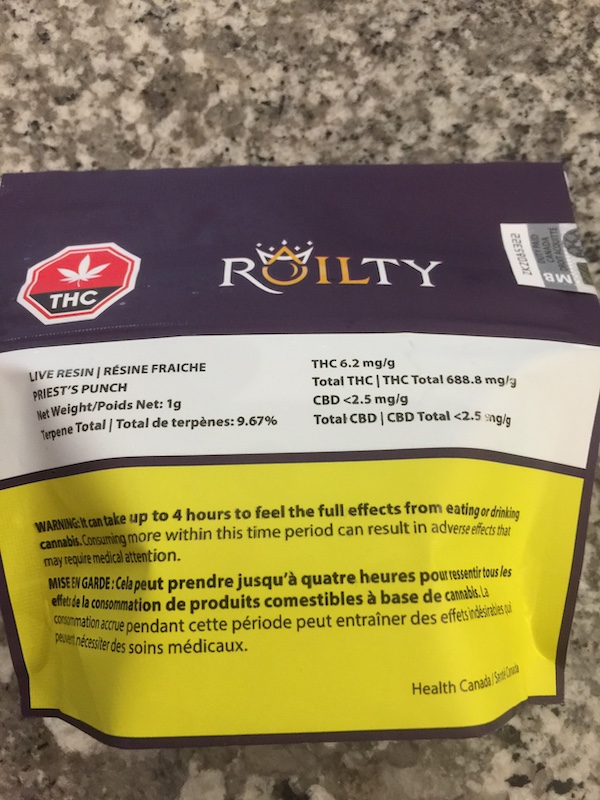 THC
ROILTY
ZKZ0A5322
DUTY PAID
CANADA
MB
LIVE RESIN | RÉSINE FRAICHE
PRIEST'S PUNCH
Net Weight/Poids Net: 1g
Terpene Total | Total de terpènes: 9.67%
THC 6.2 mg/g
Total THC | THC Total 688.8 mg/g
CBD <2.5 mg/g
Total CBD | CBD Total <2.5 mg/g
WARNING: It can take up to 4 hours to feel the full effects from eating or drinking
cannabis. Consuming more within this time period can result in adverse effects that
may require medical attention.
MISE EN GARDE : Cela peut prendre jusqu'à quatre heures pour ressentir tous les
effets de la consommation de produits comestibles à base de cannabis. La
consommation accrue pendant cette période peut entraîner des effets indésirables qui
peuvent nécessiter des soins médicaux.
Health Canada / Santé Canada